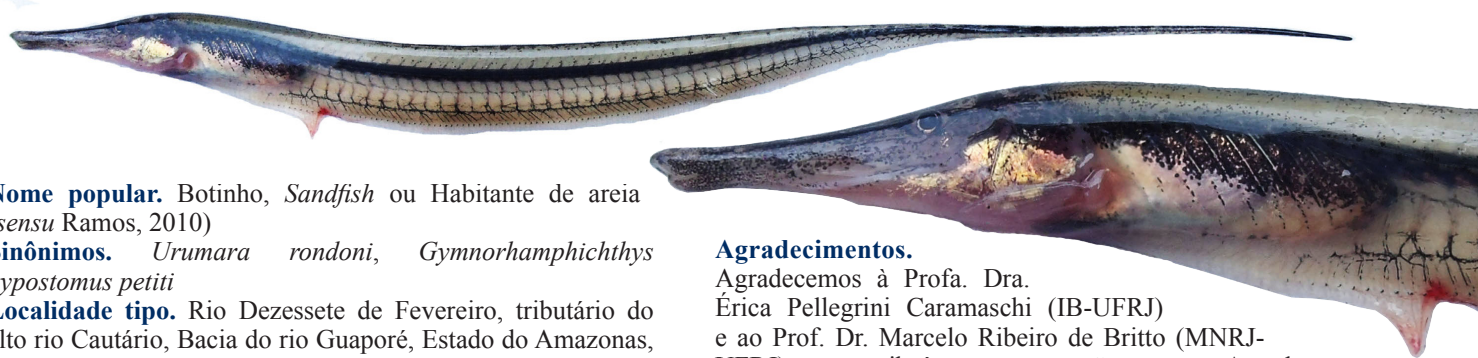 Nome popular. Botinho, Sandfish ou Habitante de areia
sensu Ramos, 2010)
Sinônimos. Urumara rondoni, Gymnorhamphichthys
hypostomus petiti
Localidade tipo. Rio Dezessete de Fevereiro, tributário do
alto rio Cautário, Bacia do rio Guaporé, Estado do Amazonas,
Agradecimentos.
Agradecemos à Profa. Dra.
Érica Pellegrini Caramaschi (IB-UFRJ)
e ao Prof. Dr. Marcelo Ribeiro de Britto (MNRJ-